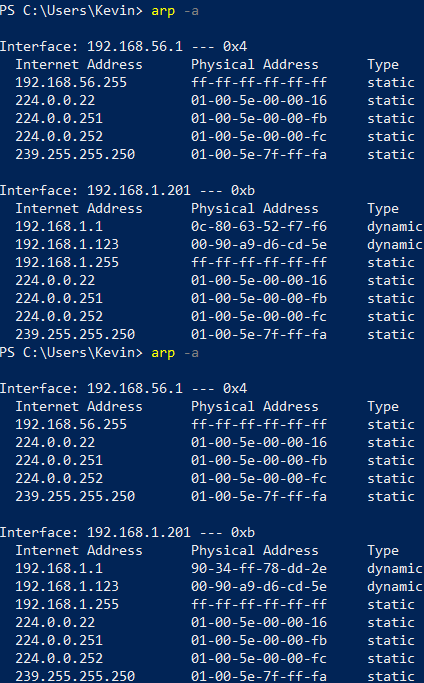 PS C:\Users\Kevin> arp -a
Interface: 192.168.56.1 --- 0x4
Internet Address Physical Address Type
192.168.56.255 ff-ff-ff-ff-ff-ff static
224.0.0.22 01-00-5e-00-00-16 static
224.0.0.251 01-00-5e-00-00-fb static
224.0.0.252 01-00-5e-00-00-fc static
239.255.255.250 01-00-5e-7f-ff-fa static
Interface: 192.168.1.201 --- 0xb
Internet Address Physical Address Type
192.168.1.1 0c-80-63-52-f7-f6 dynamic
192.168.1.123 00-90-a9-d6-cd-5e dynamic
192.168.1.255 ff-ff-ff-ff-ff-ff static
224.0.0.22 01-00-5e-00-00-16 static
224.0.0.251 01-00-5e-00-00-fb static
224.0.0.252 01-00-5e-00-00-fc static
239.255.255.250 01-00-5e-7f-ff-fa static
PS C:\Users\Kevin> arp -a
Interface: 192.168.56.1 --- 0x4
Internet Address Physical Address Type
192.168.56.255 ff-ff-ff-ff-ff-ff static
224.0.0.22 01-00-5e-00-00-16 static
224.0.0.251 01-00-5e-00-00-fb static
224.0.0.252 01-00-5e-00-00-fc static
239.255.255.250 01-00-5e-7f-ff-fa static
Interface: 192.168.1.201 --- 0xb
Internet Address Physical Address Type
192.168.1.1 90-34-ff-78-dd-2e dynamic
192.168.1.123 00-90-a9-d6-cd-5e dynamic
192.168.1.255 ff-ff-ff-ff-ff-ff static
224.0.0.22 01-00-5e-00-00-16 static
224.0.0.251 01-00-5e-00-00-fb static
224.0.0.252 01-00-5e-00-00-fc static
239.255.255.250 01-00-5e-7f-ff-fa static